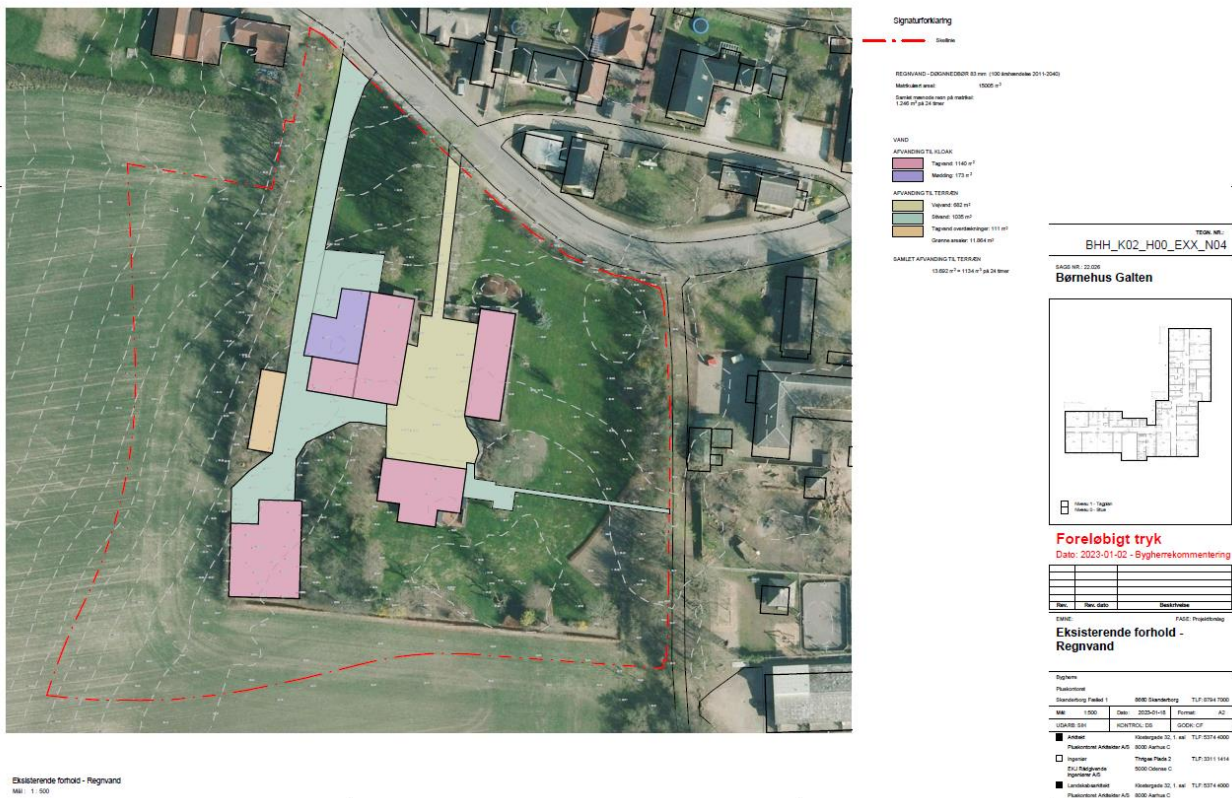 Signaturforklaring
Skellinie
REGNVAND - DØGNNEDBØR 83 mm (100 årshændelse 2011-2040)
Matrikulært areal: 15005 m²
Samlet mængde regn på matrikel:
1.246 m³ på 24 timer
VAND
AFVANDING TIL KLOAK
Tagvand: 1140 m²
Mødding: 173 m²
AFVANDING TIL TERRÆN
Vejvand: 682 m²
Stivand: 1035 m²
Tagvand overdækninger: 111 m²
Grønne arealer: 11.864 m²
SAMLET AFVANDING TIL TERRÆN
13.692 m² = 1134 m³ på 24 timer
TEGN. NR.:
BHH_K02_H00_EXX_N04
SAGS NR.: 22.026
Børnehus Galten
Niveau 1 - Tagplan
Niveau 0 - Stue
Foreløbigt tryk
Dato: 2023-01-02 - Bygherrekommentering
Rev. Rev. dato Beskrivelse
EMNE: FASE: Projektforslag
Eksisterende forhold -
Regnvand
Bygherre
Pluskontoret
Skanderborg Fælled 1 8660 Skanderborg TLF: 8794 7000
Mål: 1:500 Dato: 2023-01-18 Format: A2
UDARB: SIH KONTROL: DS GODK: CF
Arkitekt Klostergade 32, 1. sal TLF: 5374 4000
Pluskontoret Arkitekter A/S 8000 Aarhus C
Ingeniør Thriges Plads 2 TLF: 3311 1414
EKJ Rådgivende 5000 Odense C
Ingeniører A/S
Landskabsarkitekt Klostergade 32, 1. sal TLF: 5374 4000
Pluskontoret Arkitekter A/S 8000 Aarhus C
Eksisterende forhold - Regnvand
Mål : 1 : 500